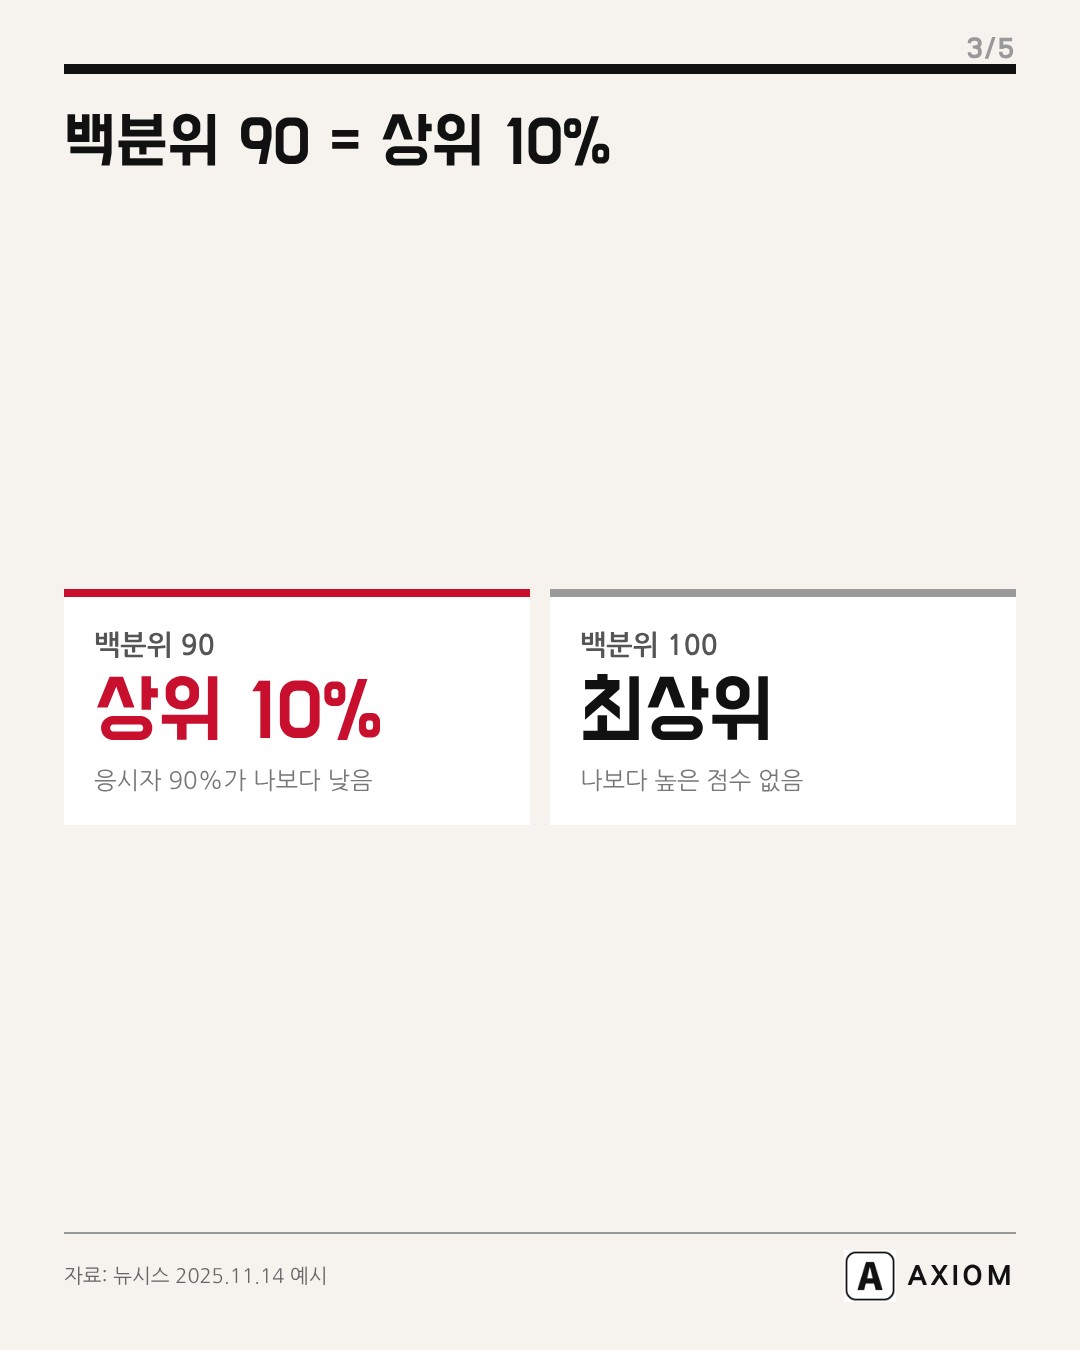 3/5
백분위 90 = 상위 10%
백분위 90
상위 10%
응시자 90%가 나보다 낮음
백분위 100
최상위
나보다 높은 점수 없음
자료: 뉴시스 2025.11.14 예시
A AXIOM